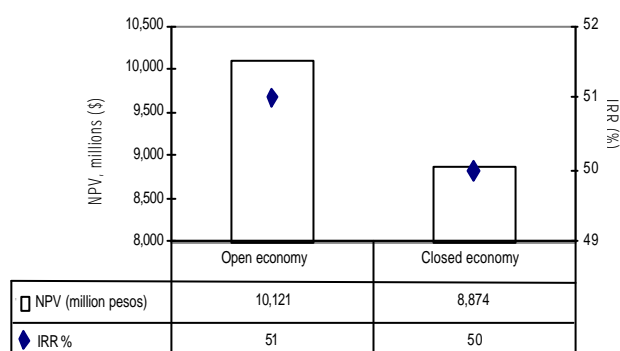 10,500
10,000
9,500
9,000
8,500
8,000
NPV, millions ($)
52
51
50
49
IRR (%)
Open economy Closed economy
NPV (million pesos) 10,121 8,874
IRR % 51 50